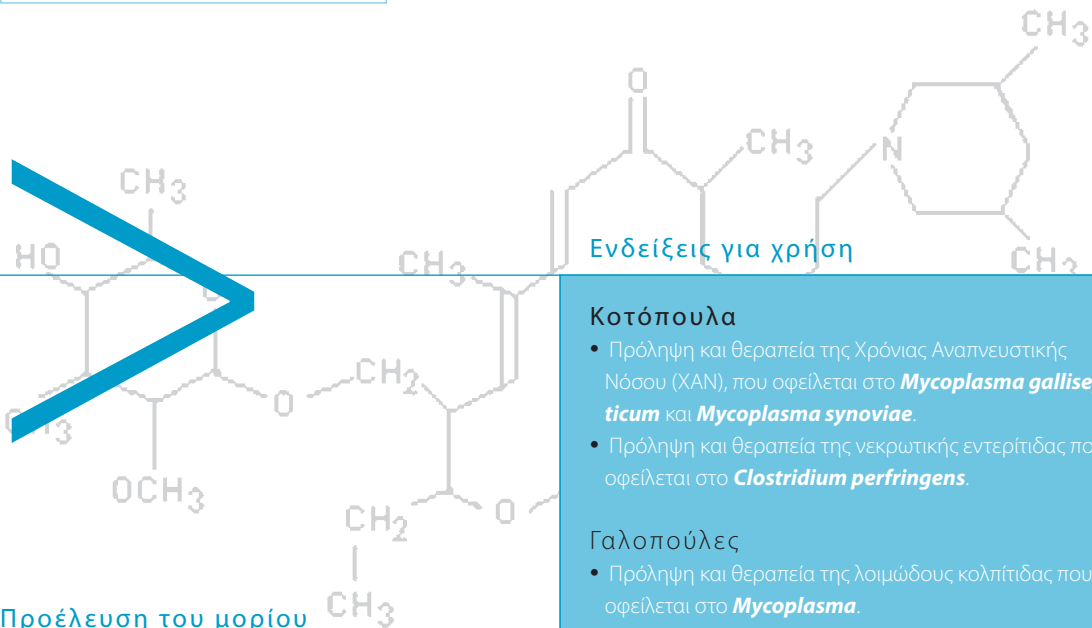 CH3
O
CH3
CH3
N
HO
CH3
Ενδείξεις για χρήση
CH3
Κοτόπουλα
• Πρόληψη και θεραπεία της Χρόνιας Αναπνευστικής
Νόσου (ΧΑΝ), που οφείλεται στο Mycoplasma gallise
ticum και Mycoplasma synoviae.
• Πρόληψη και θεραπεία της νεκρωτικής εντερίτιδας πο
οφείλεται στο Clostridium perfringens.
CH2
O
OCH3
CH2
O
Γαλοπούλες
• Πρόληψη και θεραπεία της λοιμώδους κολπίτιδας που
οφείλεται στο Mycoplasma.
CH3
Προέλευση του μορίου